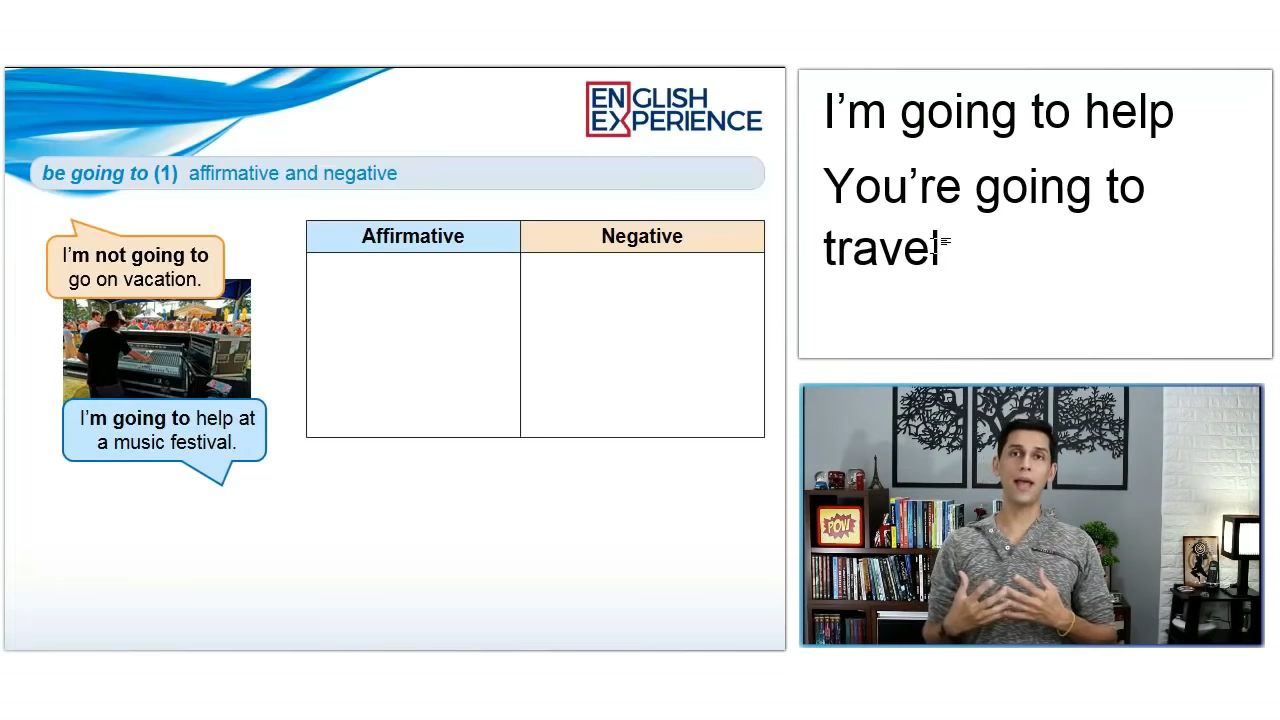 ENGLISH
EXPERIENCE
be going to (1) affirmative and negative
I’m not going to
go on vacation.
I’m going to help at
a music festival.
Affirmative
Negative
I’m going to help
You’re going to
travel
POW!